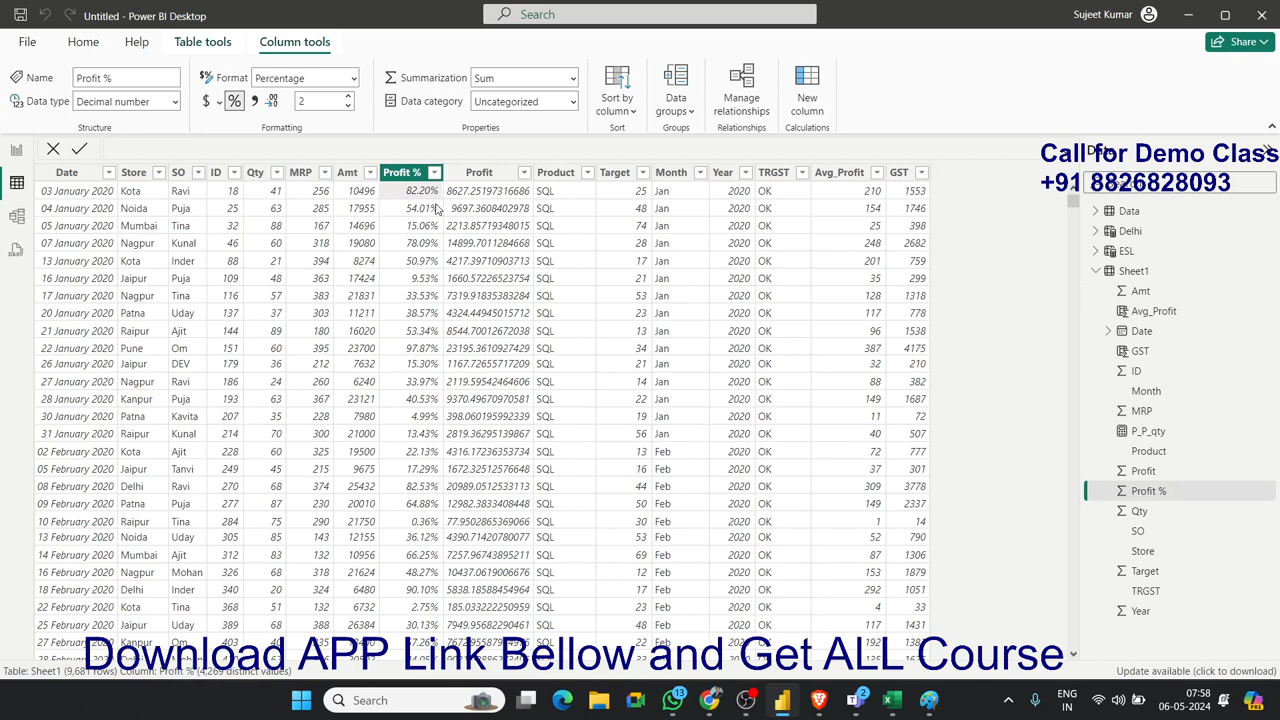 Untitled - Power BI Desktop
Search
Sujeet Kumar
File Home Help Table tools Column tools
Share
Name Profit % Format Percentage Summarization Sum
Data type Decimal number $ % 2 Data category Uncategorized
Sort by column Data groups Manage relationships New column
Structure Formatting Properties Sort Groups Relationships Calculations
Call for Demo Class
+91 8826828093
Date Store SO ID Qty MRP Amt Profit % Profit Product Target Month Year TRGST Avg_Profit GST
03 January 2020 Kota Ravi 18 41 256 10496 82.20% 8627.25197316686 SQL 25 Jan 2020 OK 210 1553
04 January 2020 Noida Puja 25 63 285 17955 54.01% 9697.3608402978 SQL 48 Jan 2020 OK 154 1746
05 January 2020 Mumbai Tina 32 88 167 14696 15.06% 2213.85719348015 SQL 74 Jan 2020 OK 25 398
07 January 2020 Nagpur Kunal 46 60 318 19080 78.09% 14899.7011284668 SQL 28 Jan 2020 OK 248 2682
13 January 2020 Kota Inder 88 21 394 8274 50.97% 4217.39710903713 SQL 17 Jan 2020 OK 201 759
16 January 2020 Jaipur Puja 109 48 363 17424 9.53% 1660.57226523754 SQL 21 Jan 2020 OK 35 299
17 January 2020 Nagpur Tina 116 57 383 21831 33.53% 7319.91835383284 SQL 53 Jan 2020 OK 128 1318
20 January 2020 Patna Uday 137 37 303 11211 38.57% 4324.44945015712 SQL 23 Jan 2020 OK 117 778
21 January 2020 Raipur Ajit 144 89 180 16020 53.34% 8544.70012672038 SQL 13 Jan 2020 OK 96 1538
22 January 2020 Pune Om 151 60 395 23700 97.87% 23195.3610927429 SQL 34 Jan 2020 OK 387 4175
26 January 2020 Jaipur DEV 179 36 212 7632 15.30% 1167.72655717209 SQL 21 Jan 2020 OK 32 210
27 January 2020 Nagpur Ravi 186 24 260 6240 33.97% 2119.59542464606 SQL 14 Jan 2020 OK 88 382
28 January 2020 Kanpur Puja 193 63 367 23121 40.53% 9370.49670970581 SQL 22 Jan 2020 OK 149 1687
30 January 2020 Patna Kavita 207 35 228 7980 4.99% 398.060195992339 SQL 19 Jan 2020 OK 11 72
31 January 2020 Raipur Kunal 214 70 300 21000 13.43% 2819.36295139867 SQL 56 Jan 2020 OK 40 507
02 February 2020 Kota Ajit 228 60 325 19500 22.13% 4316.17236353734 SQL 13 Feb 2020 OK 72 777
05 February 2020 Jaipur Tanvi 249 45 215 9675 17.29% 1672.32512576648 SQL 16 Feb 2020 OK 37 301
08 February 2020 Delhi Ravi 270 68 374 25432 82.53% 20989.0512533113 SQL 44 Feb 2020 OK 309 3778
09 February 2020 Patna Puja 277 87 230 20010 64.88% 12982.3833408448 SQL 50 Feb 2020 OK 149 2337
10 February 2020 Raipur Tina 284 75 290 21750 0.36% 77.9502865369066 SQL 30 Feb 2020 OK 1 14
13 February 2020 Noida Uday 305 85 143 12155 36.12% 4390.71420780077 SQL 53 Feb 2020 OK 52 790
14 February 2020 Mumbai Ajit 312 83 132 10956 66.25% 7257.96743895219 SQL 36 Feb 2020 OK 87 1306
16 February 2020 Nagpur Mohan 326 68 318 21624 48.27% 10437.0619006676 SQL 12 Feb 2020 OK 153 1879
18 February 2020 Delhi Inder 340 20 324 6480 90.10% 5838.18588454964 SQL 17 Feb 2020 OK 292 1051
22 February 2020 Kota Tina 368 51 132 6732 2.75% 185.033222250959 SQL 23 Feb 2020 OK 4 33
25 February 2020 Jaipur Uday 389 68 388 26384 30.13% 7949.95682290461 SQL 48 Feb 2020 OK 117 1431
27 February 2020 Kanpur Om
Data
Delhi
ESL
Sheet1
Amt
Avg_Profit
Date
GST
ID
Month
MRP
P_P_qty
Product
Profit
Profit %
Qty
SO
Store
Target
TRGST
Year
Download APP Link Bellow and Get ALL Course
Table: Sheet1 (9,681 rows) Column: Profit % (4,269 distinct values)
Update available (click to download)
Search
13
2
ENG
IN
07:58
06-05-2024